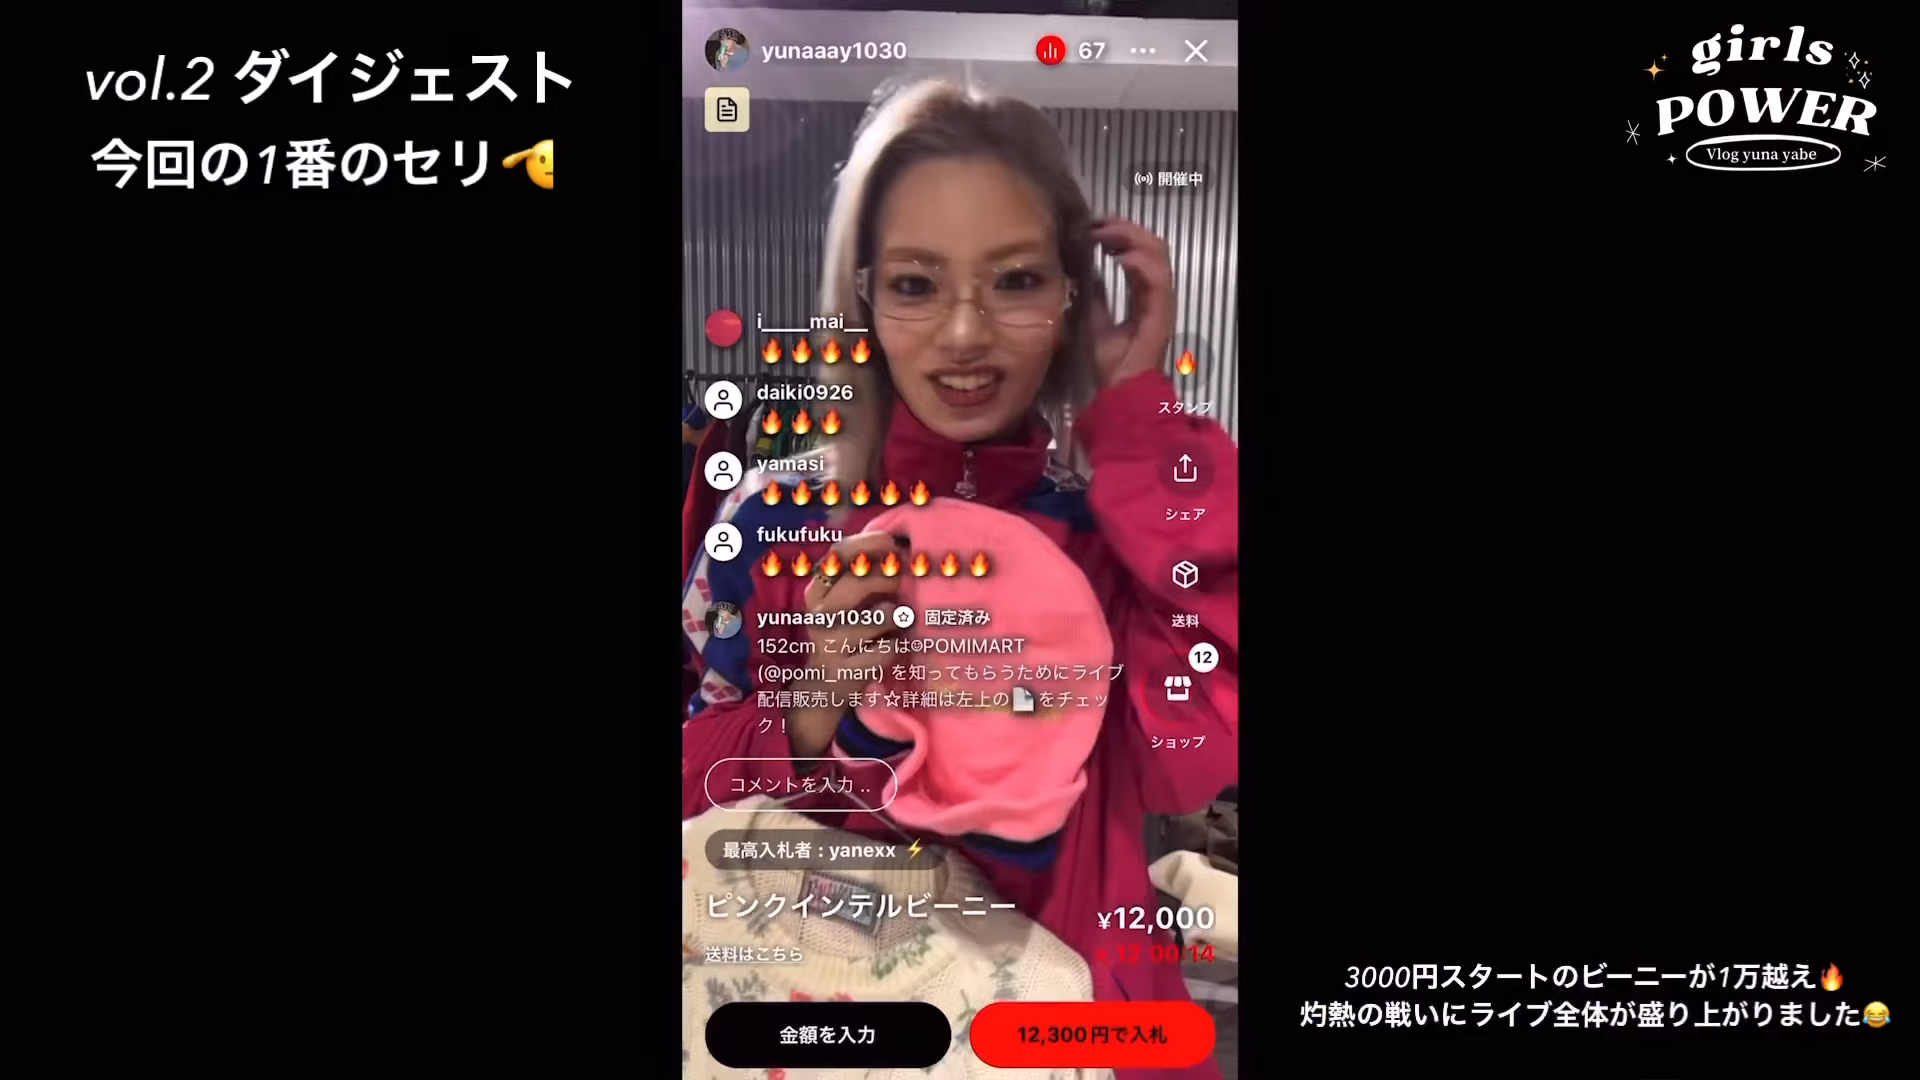 vol.2 ダイジェスト
今回の1番のセリ🫲
girls
POWER
Vlog yuna yabe
yunaaay1030
67
開催中
i____mai__
🔥🔥🔥🔥
daiki0926
🔥🔥🔥
yamasi
🔥🔥🔥🔥🔥🔥
fukufuku
🔥🔥🔥🔥🔥🔥🔥🔥
yunaaay1030 固定済み
152cm こんにちは☺POMIMART
(@pomi_mart) を知ってもらうためにライブ
配信販売します☆詳細は左上の📄をチェッ
ク！
スタンプ
シェア
送料
12
ショップ
コメントを入力 ..
最高入札者 : yanexx ⚡
ピンクインテルビーニー
¥12,000
送料はこちら
金額を入力
12,300円で入札
3000円スタートのビーニーが1万越え🔥
灼熱の戦いにライブ全体が盛り上がりました😂